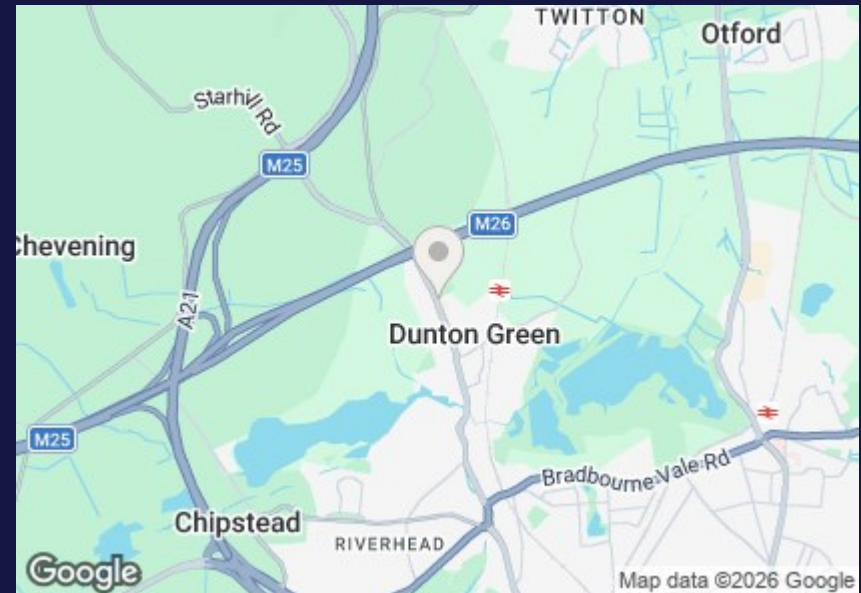 TWITTON
Otford
Starhill Rd
M25
M26
Chevening
A21
Dunton Green
M25
Bradbourne Vale Rd
Chipstead
RIVERHEAD
Google
Map data ©2026 Google